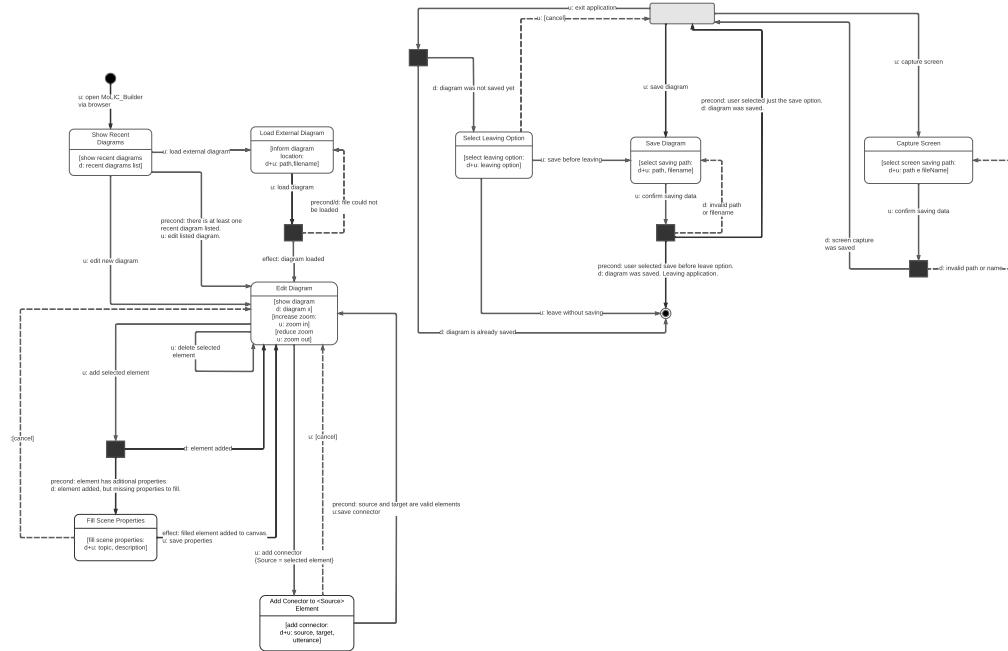 u: exit application
u: [cancel]
u: capture screen
u: open MoLIC_Builder
via browser
d: diagram was not saved yet
u: save diagram
precond: user selected just the save option.
d: diagram was saved.
Show Recent
Diagrams
[show recent diagrams
d: recent diagrams list]
u: load external diagram
Load External Diagram
[inform diagram
location:
d+u: path,filename]
Select Leaving Option
[select leaving option:
d+u: leaving option]
u: save before leaving
Save Diagram
[select saving path:
d+u: path, filename]
Capture Screen
[select screen saving path:
d+u: path e fileName]
u: load diagram
precond/d: file could not
be loaded
u: confirm saving data
d: invalid path
or filename
u: confirm saving data
precond: there is at least one
recent diagram listed.
u: edit listed diagram.
d: screen capture
was saved
u: edit new diagram
effect: diagram loaded
precond: user selected save before leave option.
d: diagram was saved. Leaving application.
d: invalid path or name
Edit Diagram
[show diagram
d: diagram x]
[increase zoom:
u: zoom in]
[reduce zoom
u: zoom out]
u: leave without saving
d: diagram is already saved
u: delete selected
element
u: add selected element
:[cancel]
d: element added
u: [cancel]
precond: element has aditional properties
d: element added, but missing properties to fill.
precond: source and target are valid elements
u:save connector
Fill Scene Properties
[fill scene properties:
d+u: topic, description]
effect: filled element added to canvas.
u: save properties
u: add connector
{Source = selected element}
Add Conector to <Source>
Element
[add connector:
d+u: source, target,
utterance]